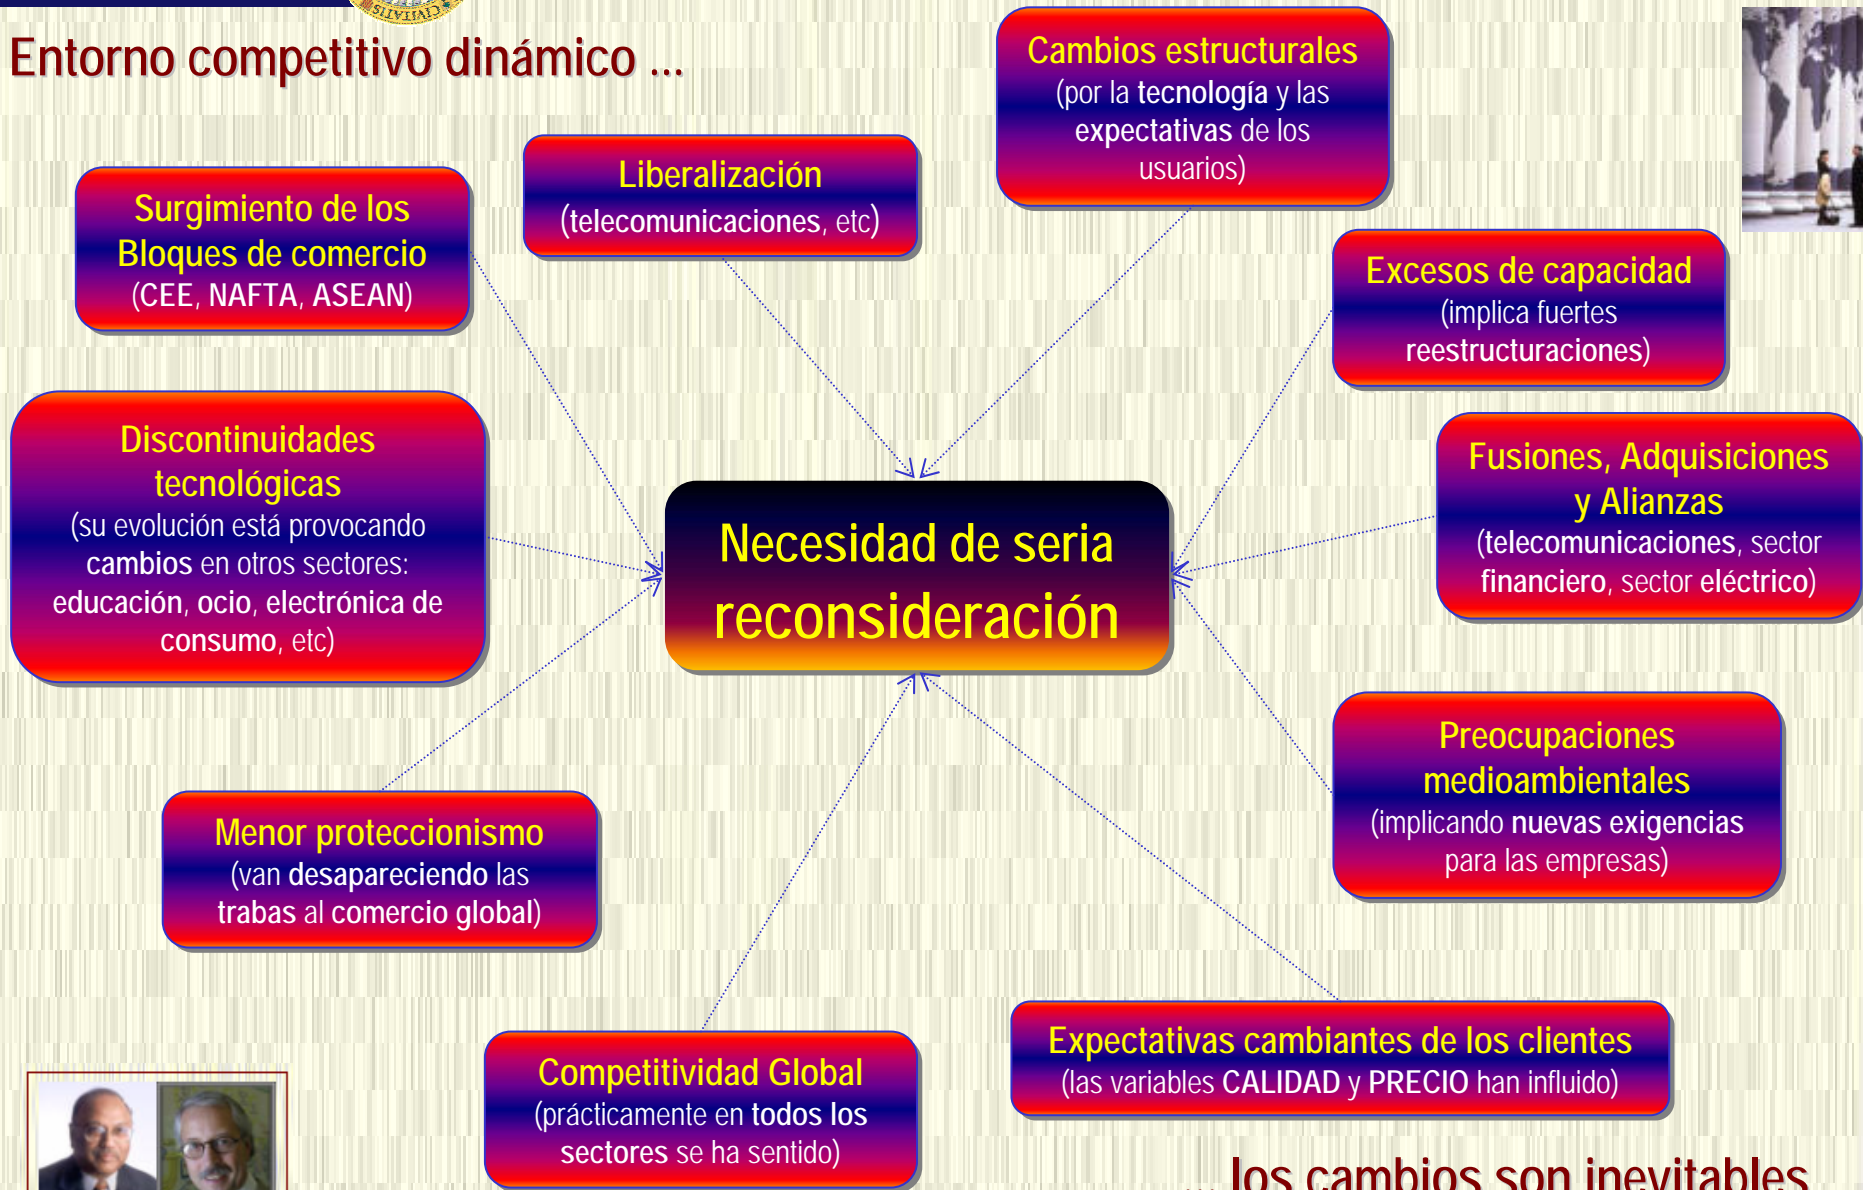 CIVITATIS
Entorno competitivo dinámico ...
Cambios estructurales
(por la tecnología y las
expectativas de los
usuarios)
Liberalización
(telecomunicaciones, etc)
Surgimiento de los
Bloques de comercio
(CEE, NAFTA, ASEAN)
Excesos de capacidad
(implica fuertes
reestructuraciones)
Discontinuidades
tecnológicas
(su evolución está provocando
cambios en otros sectores:
educación, ocio, electrónica de
consumo, etc)
Fusiones, Adquisiciones
y Alianzas
(telecomunicaciones, sector
financiero, sector eléctrico)
Necesidad de seria
reconsideración
Preocupaciones
medioambientales
(implicando nuevas exigencias
para las empresas)
Menor proteccionismo
(van desapareciendo las
trabas al comercio global)
Competitividad Global
(prácticamente en todos los
sectores se ha sentido)
Expectativas cambiantes de los clientes
(las variables CALIDAD y PRECIO han influido)
... los cambios son inevitables